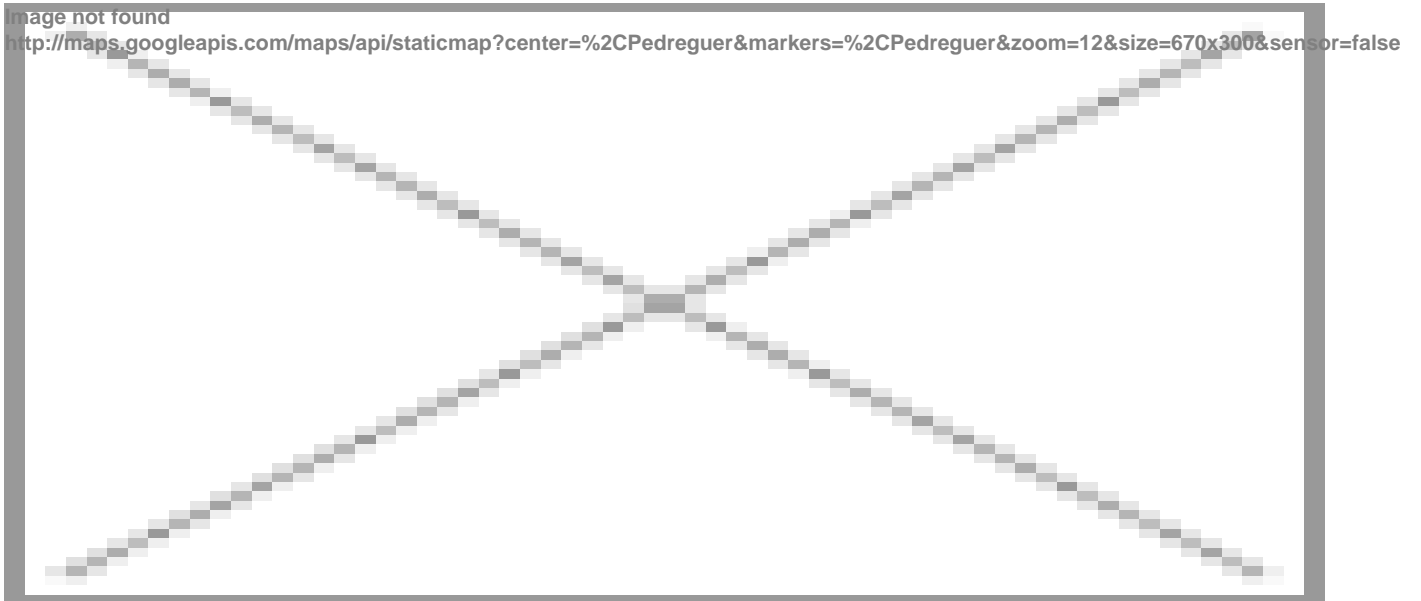 Image not found
http://maps.googleapis.com/maps/api/staticmap?center=%2CPedreguer&markers=%2CPedreguer&zoom=12&size=670x300&sensor=false